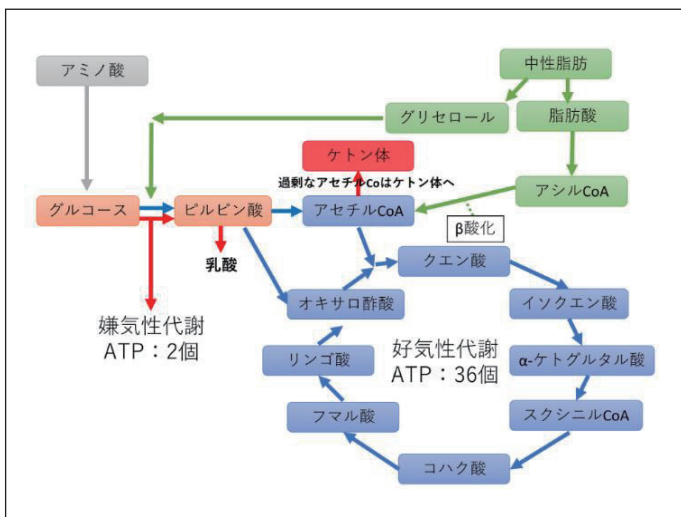 アミノ酸
中性脂肪
グリセロール
脂肪酸
ケトン体
過剰なアセチルCoはケトン体へ
アシルCoA
グルコース
ピルビン酸
アセチルCoA
β酸化
乳酸
クエン酸
オキサロ酢酸
イソクエン酸
嫌気性代謝
ATP：2個
リンゴ酸
好気性代謝
ATP：36個
α-ケトグルタル酸
フマル酸
スクシニルCoA
コハク酸